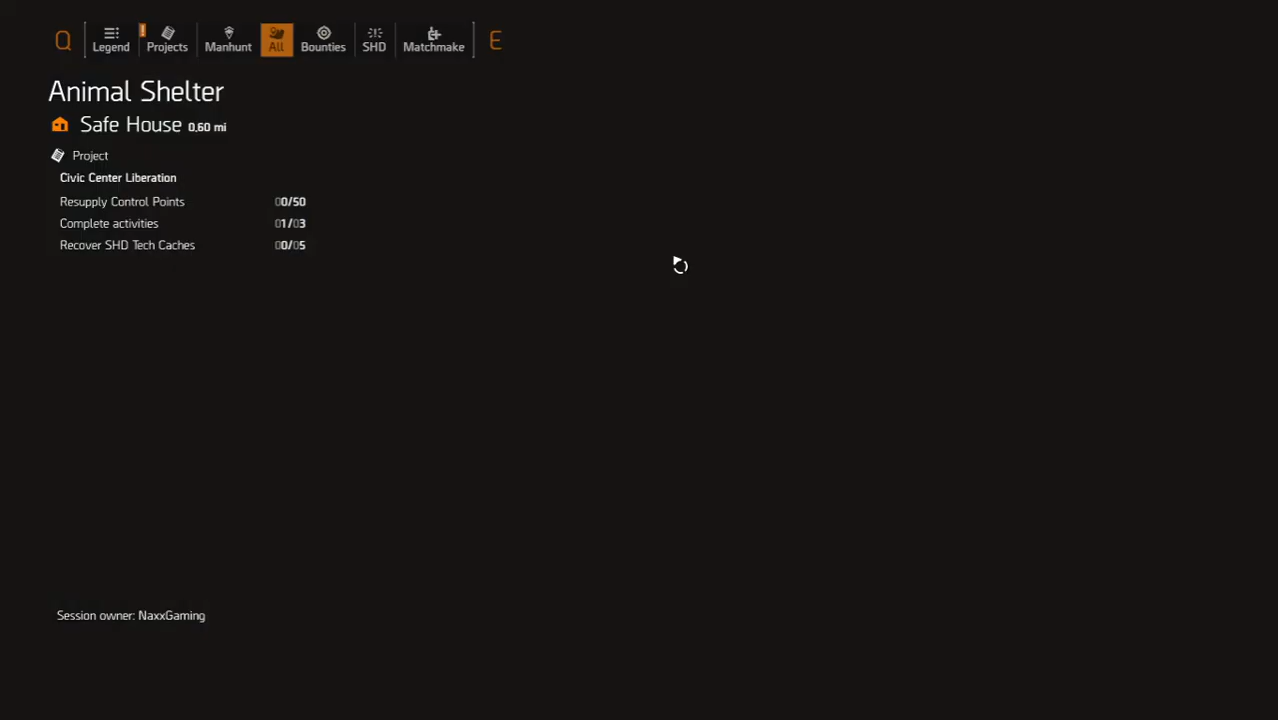 Q Legend ! Projects Manhunt All Bounties SHD Matchmake E
Animal Shelter
Safe House 0.60 mi
Project
Civic Center Liberation
Resupply Control Points 00/50
Complete activities 01/03
Recover SHD Tech Caches 00/05
Session owner: NaxxGaming